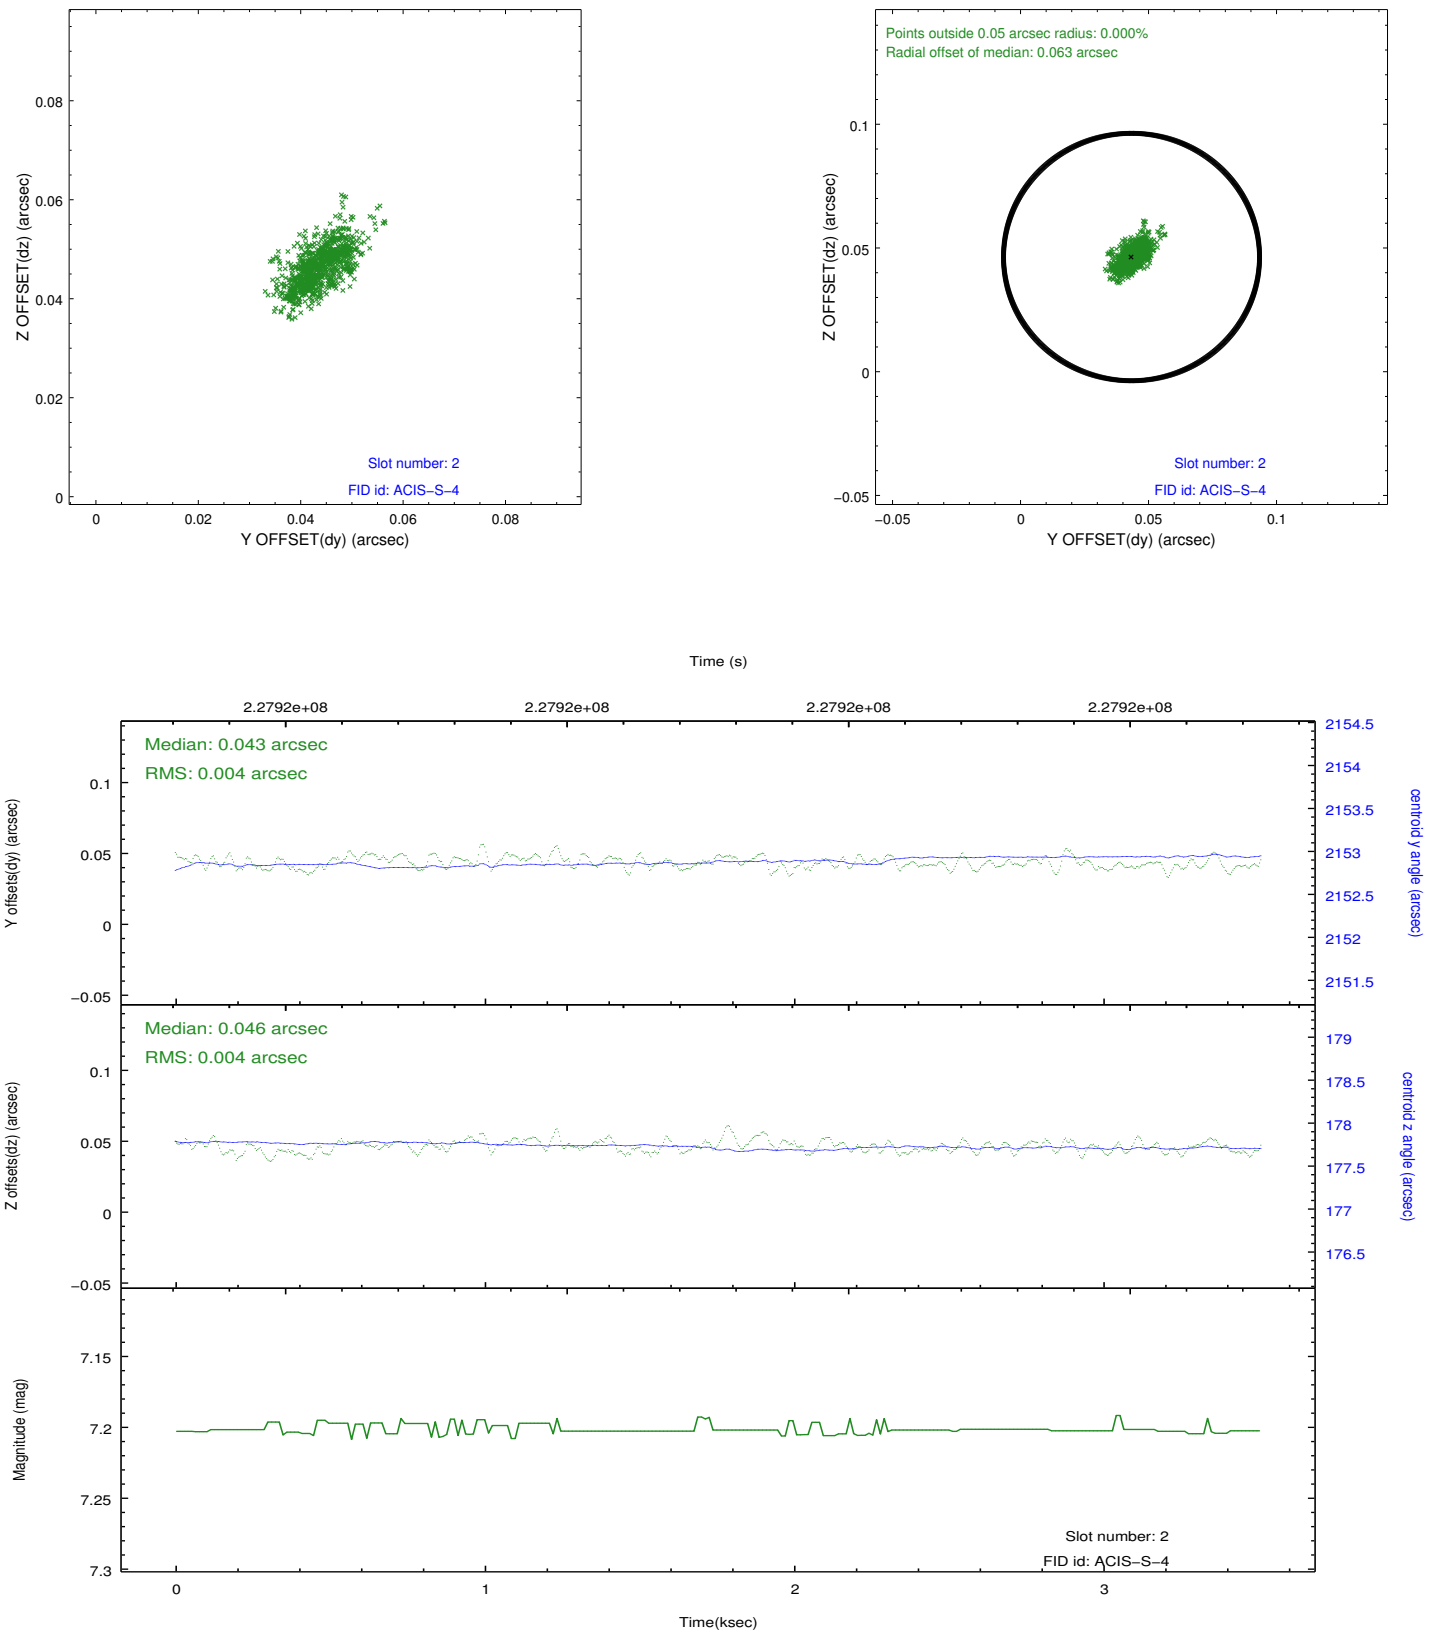 0.08
0.06
0.04
0.02
0
Z OFFSET(dz) (arcsec)
Slot number: 2
FID id: ACIS−S−4
0 0.02 0.04 0.06 0.08
Y OFFSET(dy) (arcsec)
Points outside 0.05 arcsec radius: 0.000%
Radial offset of median: 0.063 arcsec
0.1
0.05
0
−0.05
Z OFFSET(dz) (arcsec)
Slot number: 2
FID id: ACIS−S−4
−0.05 0 0.05 0.1
Y OFFSET(dy) (arcsec)
Time (s)
2.2792e+08 2.2792e+08 2.2792e+08 2.2792e+08
Median: 0.043 arcsec
RMS: 0.004 arcsec
0.1
0.05
0
−0.05
Y offsets(dy) (arcsec)
2154.5
2154
2153.5
2153
2152.5
2152
2151.5
centroid y angle (arcsec)
Median: 0.046 arcsec
RMS: 0.004 arcsec
0.1
0.05
0
−0.05
Z offsets(dz) (arcsec)
179
178.5
178
177.5
177
176.5
centroid z angle (arcsec)
7.15
7.2
7.25
7.3
Magnitude (mag)
Slot number: 2
FID id: ACIS−S−4
0 1 2 3
Time(ksec)